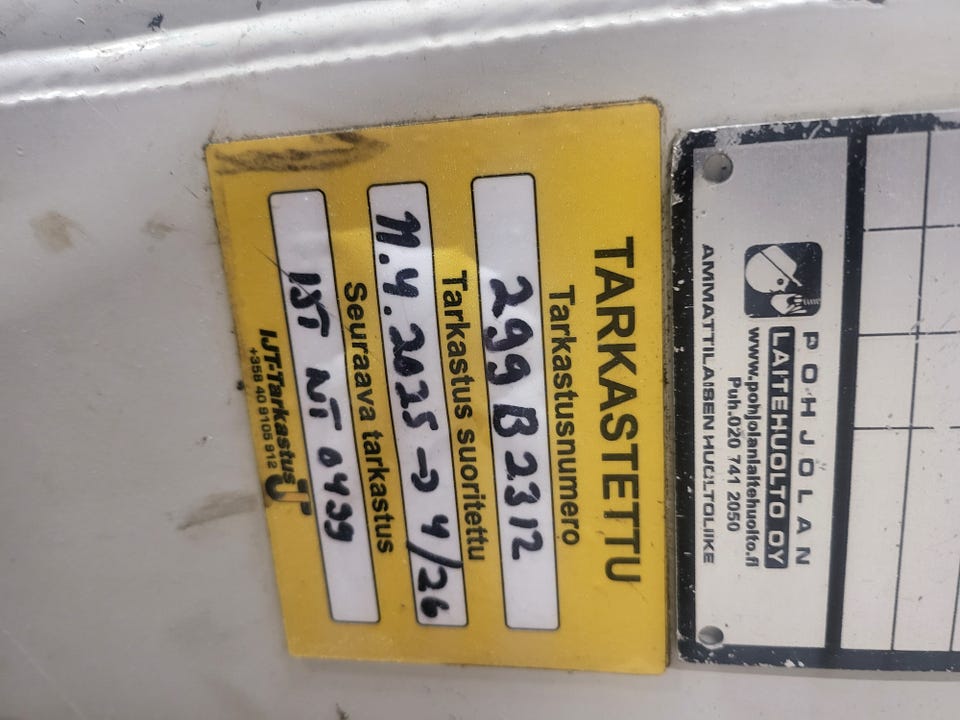 TARKASTETTU
Tarkastusnumero
299 B 2312
Tarkastus suoritettu
11.4.2025 → 4/26
Seuraava tarkastus
IJT NT 0499
IJT-Tarkastus
+358 40 9105 912
POHJOLAN
LAITEHUOLTO OY
www.pohjolanlaitehuolto.fi
Puh.020 741 2050
AMMATTILAISEN HUOLTOLIIKE